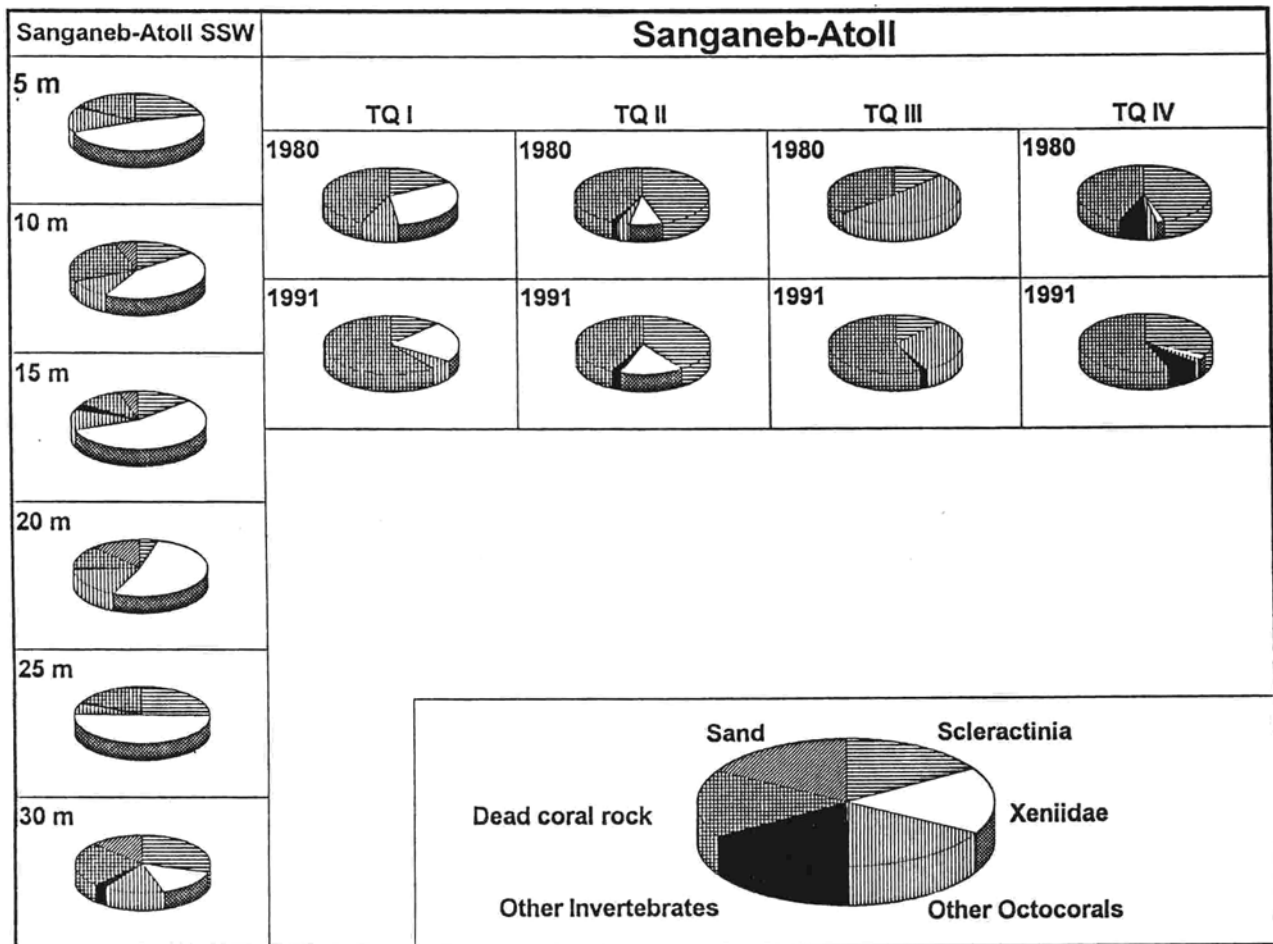 Sanganeb-Atoll SSW
Sanganeb-Atoll
5 m
10 m
15 m
20 m
25 m
30 m
TQ I
TQ II
TQ III
TQ IV
1980
1980
1980
1980
1991
1991
1991
1991
Sand
Scleractinia
Dead coral rock
Xeniidae
Other Invertebrates
Other Octocorals